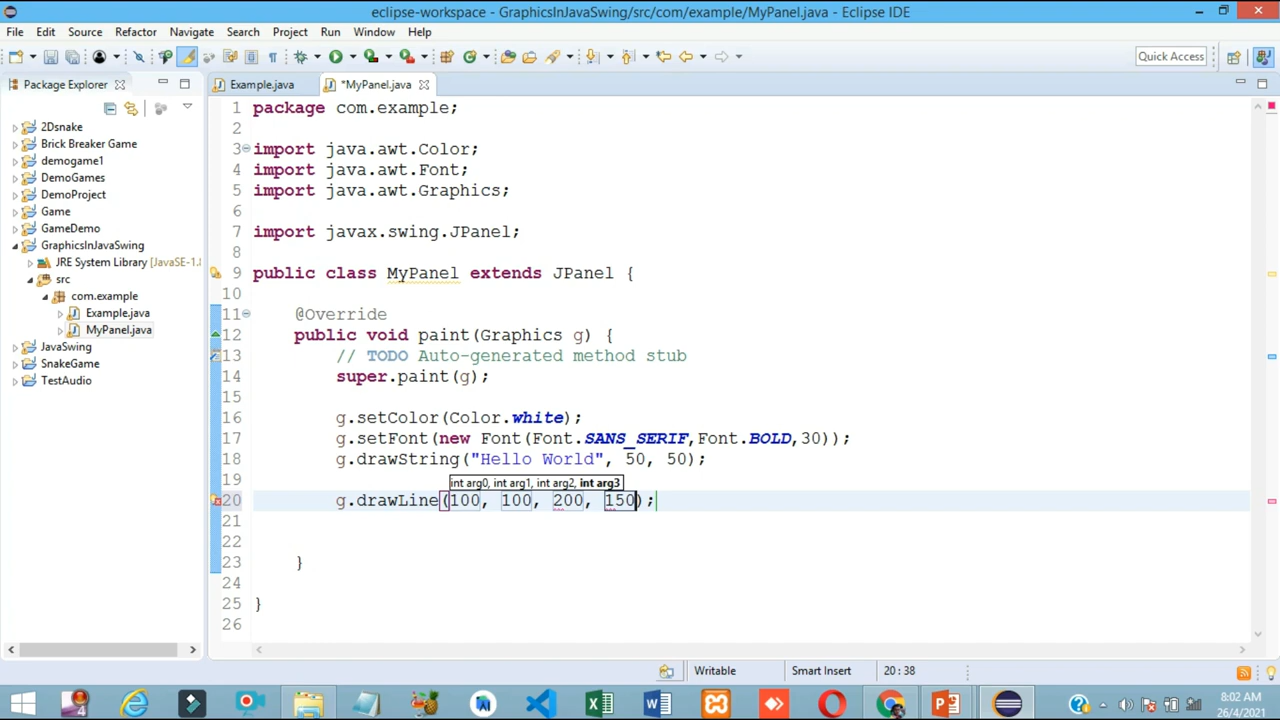 eclipse-workspace - GraphicsInJavaSwing/src/com/example/MyPanel.java - Eclipse IDE
File Edit Source Refactor Navigate Search Project Run Window Help
Quick Access
Package Explorer
Example.java
*MyPanel.java
2Dsnake
Brick Breaker Game
demogame1
DemoGames
DemoProject
Game
GameDemo
GraphicsInJavaSwing
JRE System Library [JavaSE-1.8
src
com.example
Example.java
MyPanel.java
JavaSwing
SnakeGame
TestAudio
1 package com.example;
2
3 import java.awt.Color;
4 import java.awt.Font;
5 import java.awt.Graphics;
6
7 import javax.swing.JPanel;
8
9 public class MyPanel extends JPanel {
10
11 @Override
12 public void paint(Graphics g) {
13 // TODO Auto-generated method stub
14 super.paint(g);
15
16 g.setColor(Color.white);
17 g.setFont(new Font(Font.SANS_SERIF,Font.BOLD,30));
18 g.drawString("Hello World", 50, 50);
19
int arg0, int arg1, int arg2, int arg3
20 g.drawLine(100, 100, 200, 150);
21
22
23 }
24
25 }
26
Writable Smart Insert 20 : 38
8:02 AM
26/4/2021